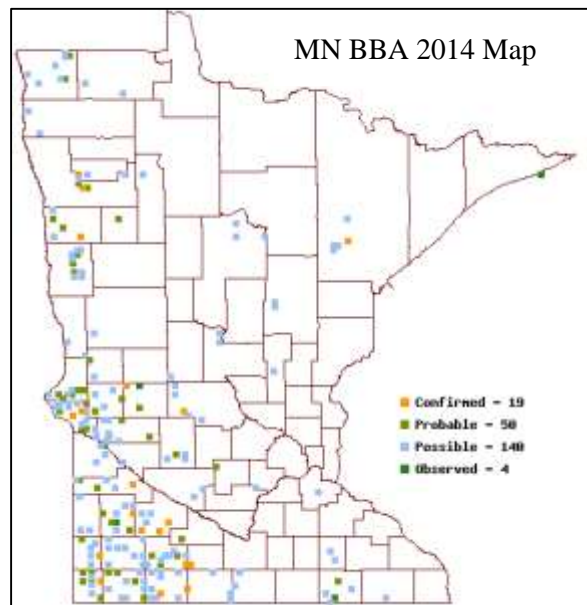 MN BBA 2014 Map
Confirmed - 19
Probable - 50
Possible - 140
Observed - 4